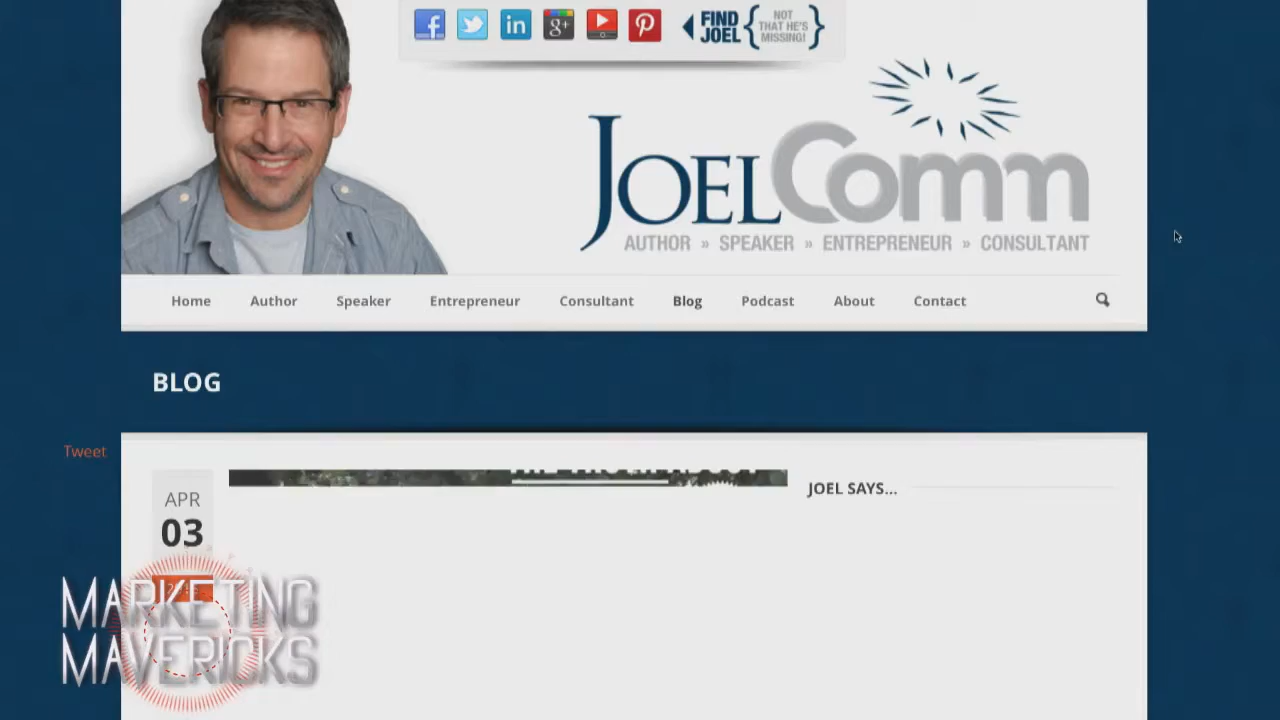 f
in
g+
FIND JOEL { NOT THAT HE'S MISSING! }
JOEL Comm
AUTHOR » SPEAKER » ENTREPRENEUR » CONSULTANT
Home Author Speaker Entrepreneur Consultant Blog Podcast About Contact
BLOG
Tweet
JOEL SAYS...
APR
03
MARKETING
MAVERICKS